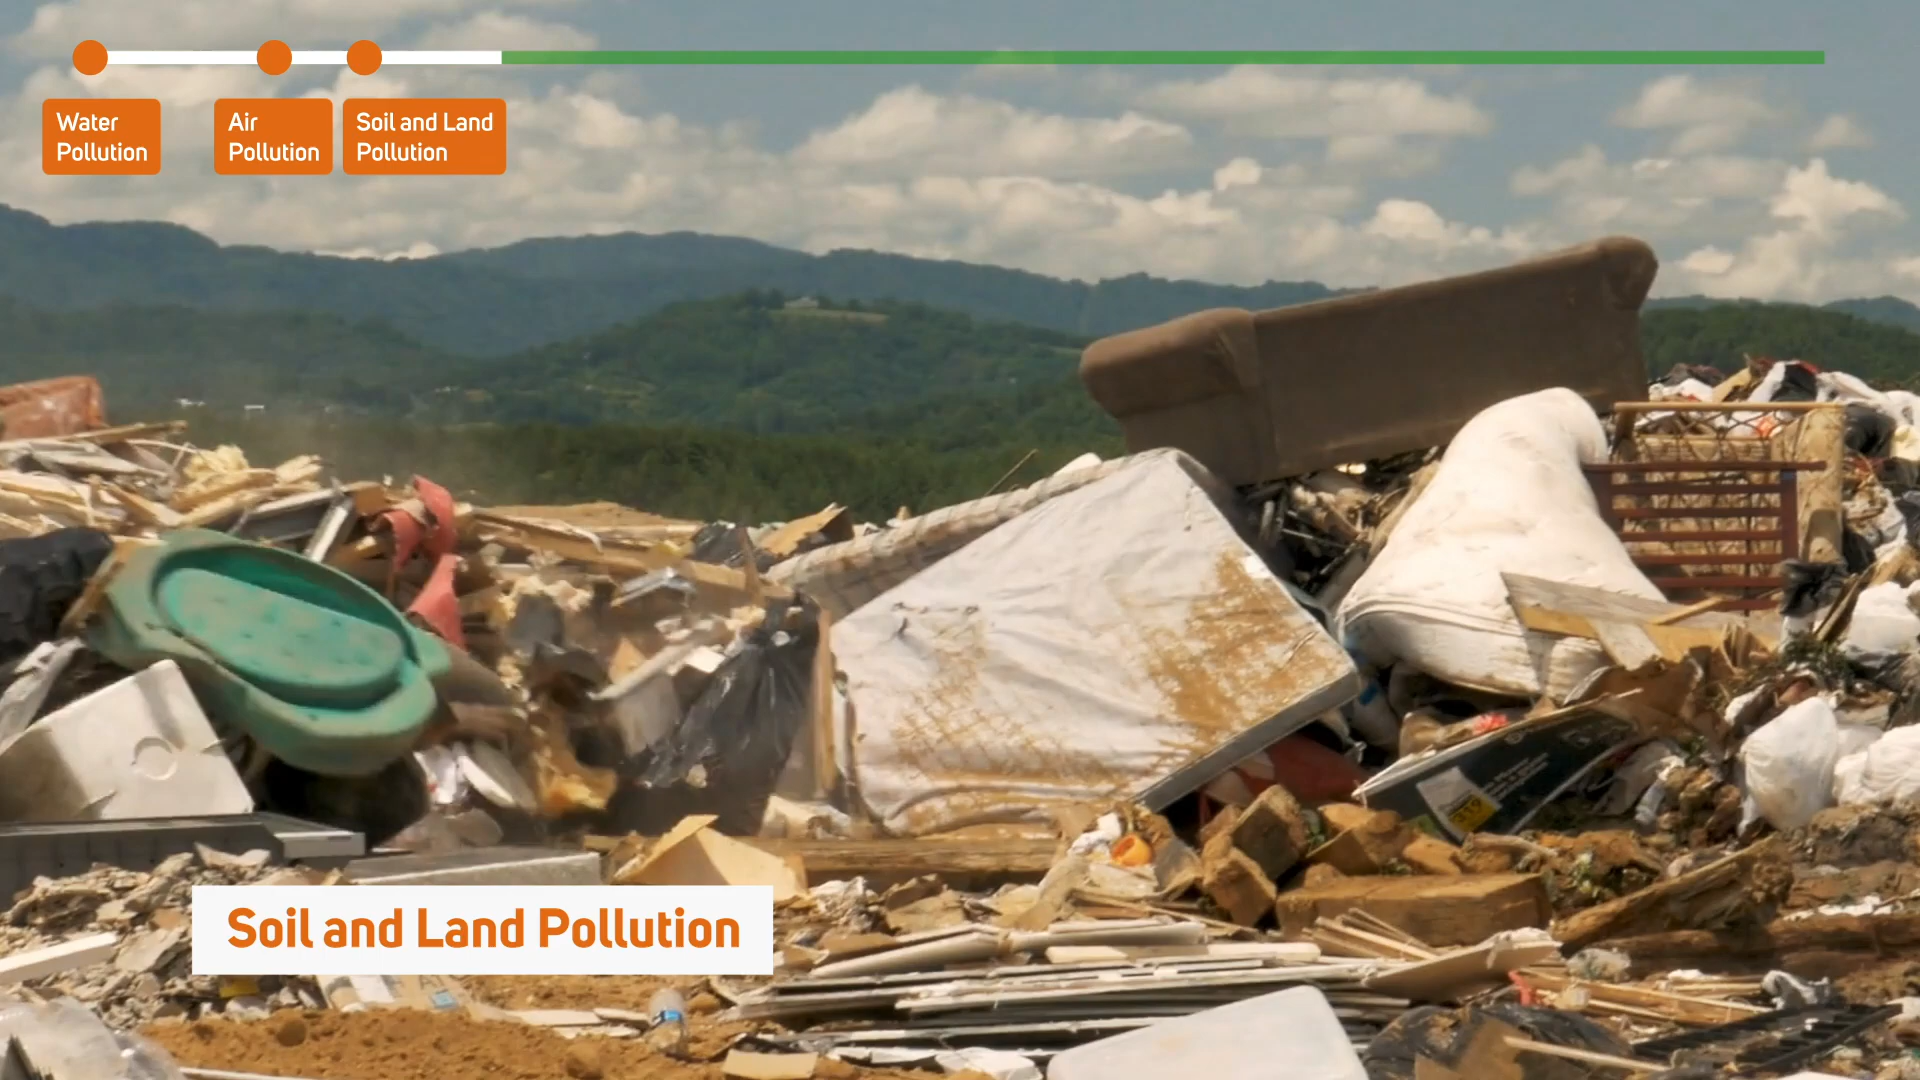 Water
Pollution
Air
Pollution
Soil and Land
Pollution
Soil and Land Pollution